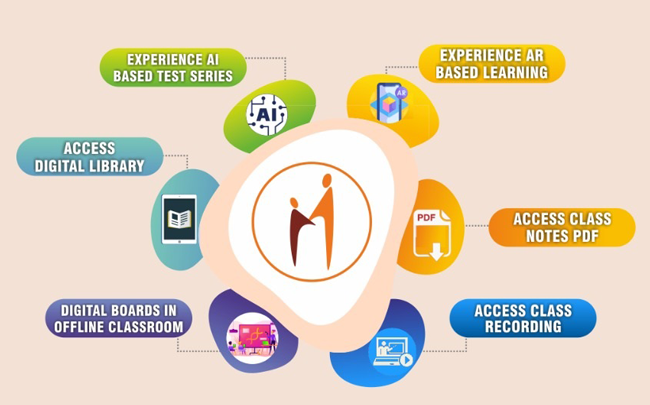 EXPERIENCE AI
BASED TEST SERIES
EXPERIENCE AR
BASED LEARNING
AI
AR
ACCESS
DIGITAL LIBRARY
PDF
ACCESS CLASS
NOTES PDF
DIGITAL BOARDS IN
OFFLINE CLASSROOM
ACCESS CLASS
RECORDING